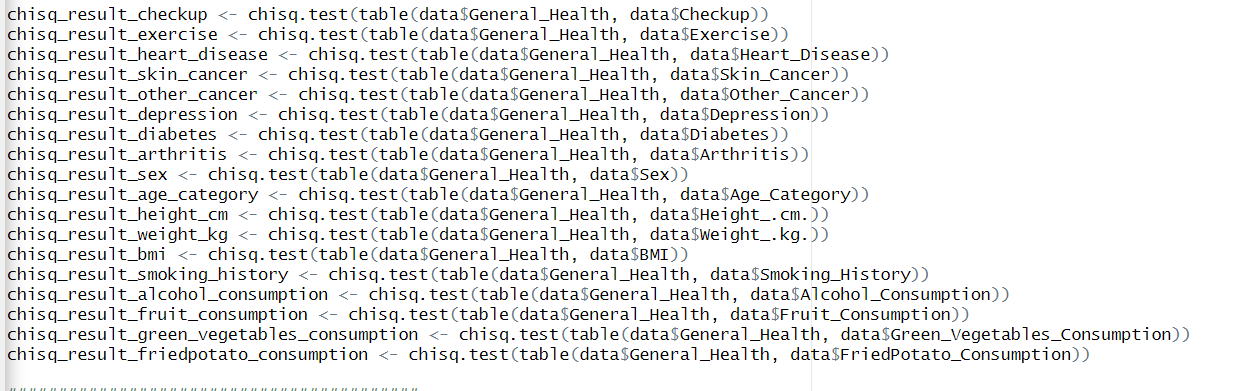 chisq_result_checkup <- chisq.test(table(data$General_Health, data$Checkup))
chisq_result_exercise <- chisq.test(table(data$General_Health, data$Exercise))
chisq_result_heart_disease <- chisq.test(table(data$General_Health, data$Heart_Disease))
chisq_result_skin_cancer <- chisq.test(table(data$General_Health, data$Skin_Cancer))
chisq_result_other_cancer <- chisq.test(table(data$General_Health, data$Other_Cancer))
chisq_result_depression <- chisq.test(table(data$General_Health, data$Depression))
chisq_result_diabetes <- chisq.test(table(data$General_Health, data$Diabetes))
chisq_result_arthritis <- chisq.test(table(data$General_Health, data$Arthritis))
chisq_result_sex <- chisq.test(table(data$General_Health, data$Sex))
chisq_result_age_category <- chisq.test(table(data$General_Health, data$Age_Category))
chisq_result_height_cm <- chisq.test(table(data$General_Health, data$Height_.cm.))
chisq_result_weight_kg <- chisq.test(table(data$General_Health, data$Weight_.kg.))
chisq_result_bmi <- chisq.test(table(data$General_Health, data$BMI))
chisq_result_smoking_history <- chisq.test(table(data$General_Health, data$Smoking_History))
chisq_result_alcohol_consumption <- chisq.test(table(data$General_Health, data$Alcohol_Consumption))
chisq_result_fruit_consumption <- chisq.test(table(data$General_Health, data$Fruit_Consumption))
chisq_result_green_vegetables_consumption <- chisq.test(table(data$General_Health, data$Green_Vegetables_Consumption))
chisq_result_friedpotato_consumption <- chisq.test(table(data$General_Health, data$FriedPotato_Consumption))